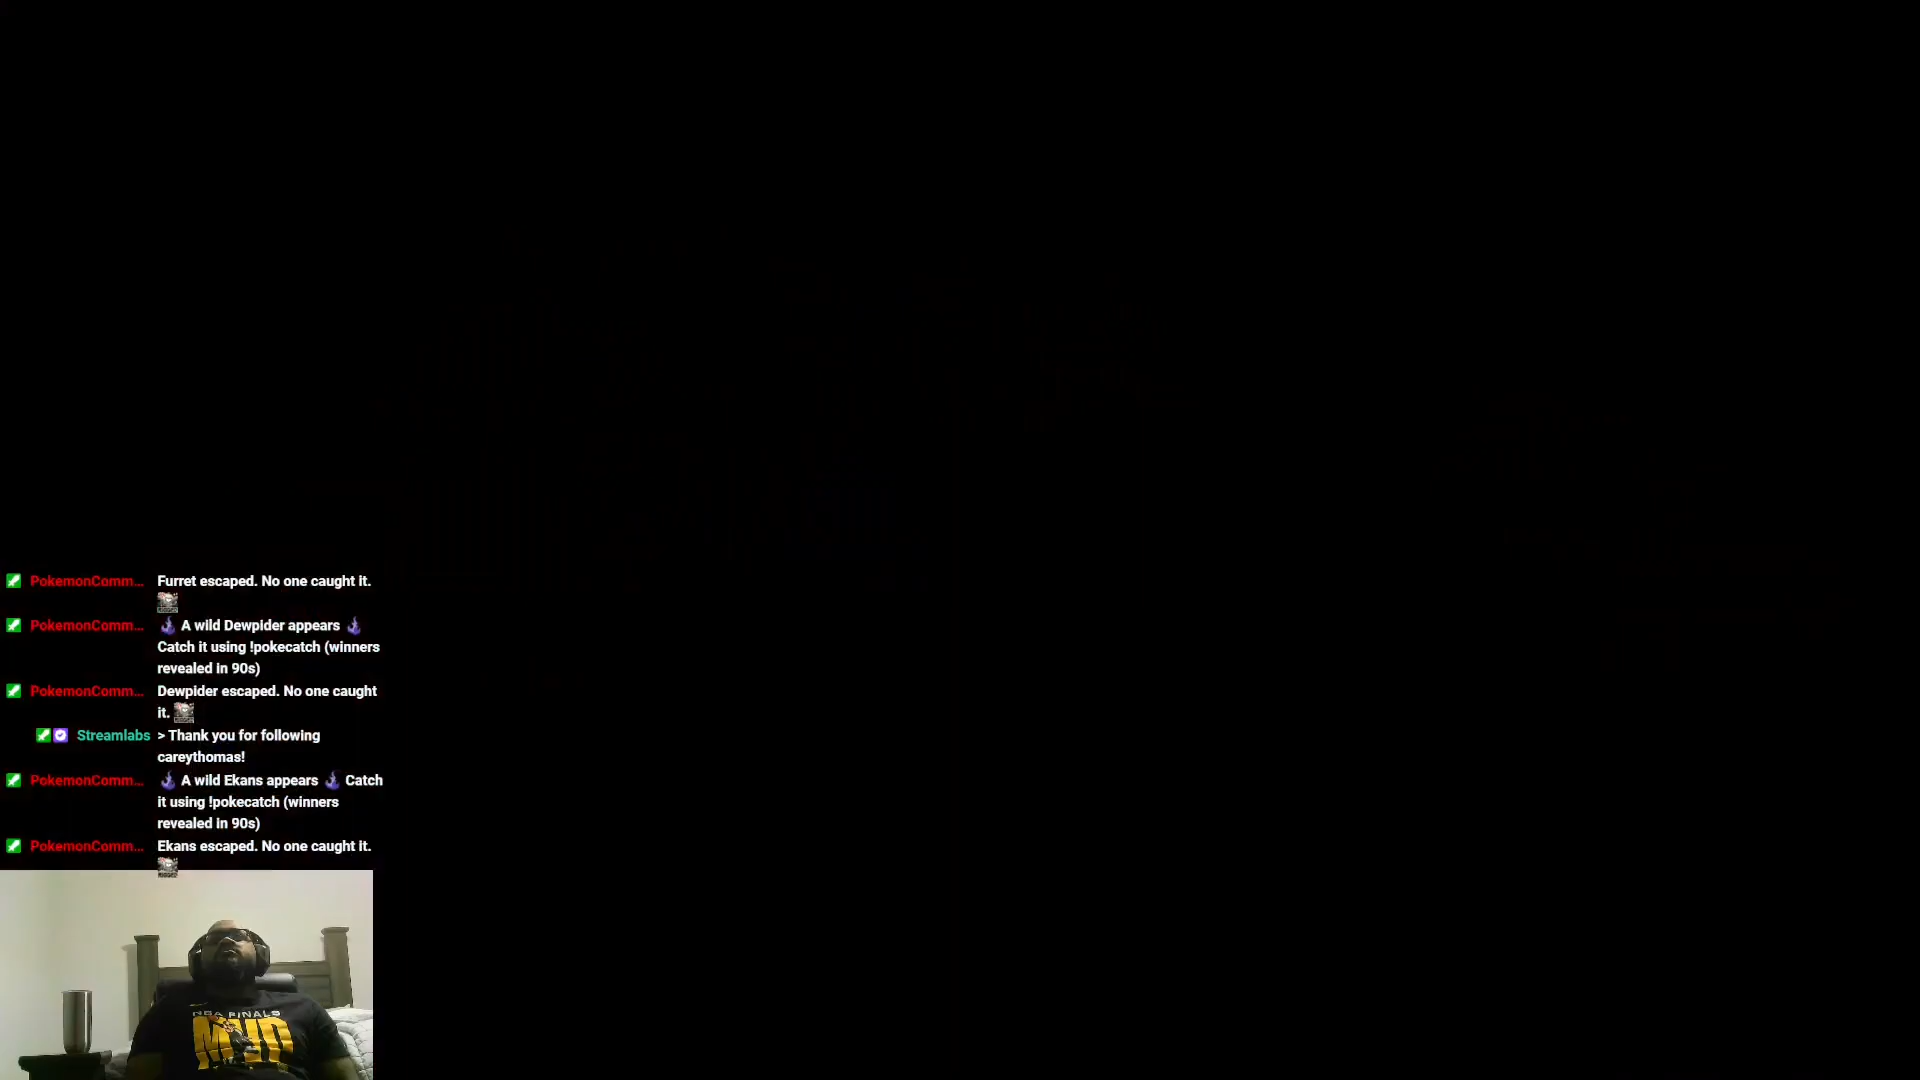 PokemonComm... Furret escaped. No one caught it.
PokemonComm... A wild Dewpider appears
Catch it using !pokecatch (winners
revealed in 90s)
PokemonComm... Dewpider escaped. No one caught
it.
Streamlabs > Thank you for following
careythomas!
PokemonComm... A wild Ekans appears Catch
it using !pokecatch (winners
revealed in 90s)
PokemonComm... Ekans escaped. No one caught it.
NBA FINALS
MVP